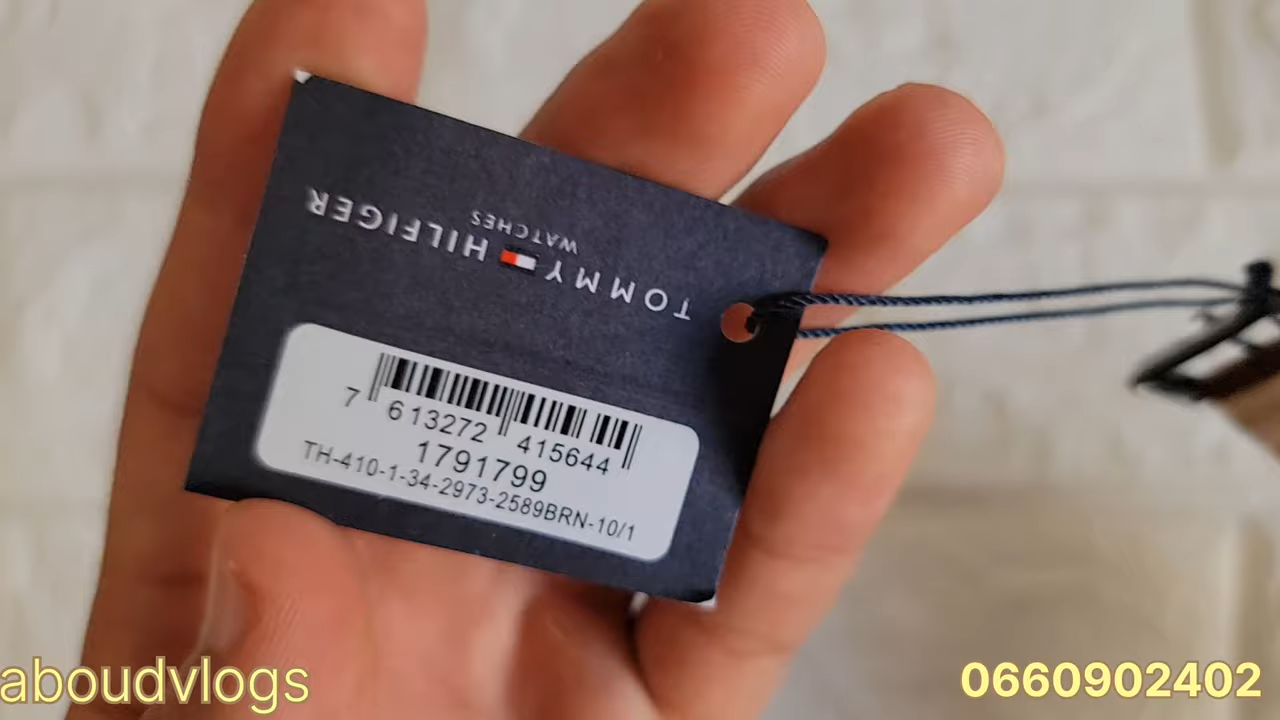 TOMMY HILFIGER
WATCHES
7 613272 415644
1791799
TH-410-1-34-2973-2589BRN-10/1
aboudvlogs
0660902402